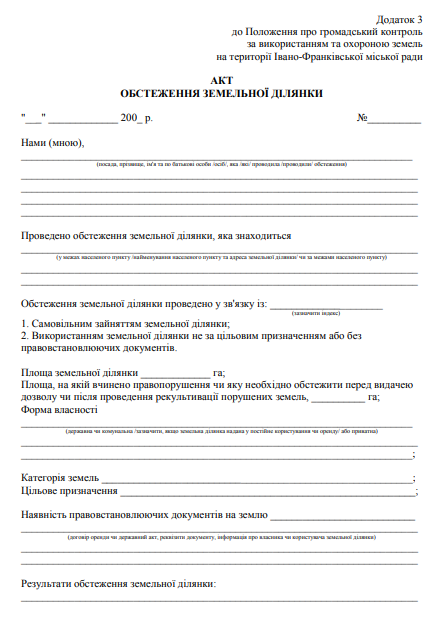 Додаток 3
до Положення про громадський контроль
за використанням та охороною земель
на території Івано-Франківської міської ради
АКТ
ОБСТЕЖЕННЯ ЗЕМЕЛЬНОЇ ДІЛЯНКИ
"___" _____________ 200_ р. №__________
Нами (мною),
(посада, прізвище, ім'я та по батькові особи /осіб/, яка /які/ проводила /проводили/ обстеження)
Проведено обстеження земельної ділянки, яка знаходиться
(у межах населеного пункту /найменування населеного пункту та адреса земельної ділянки/ чи за межами населеного пункту)
Обстеження земельної ділянки проведено у зв'язку із: _____________________
(зазначити індекс)
1. Самовільним зайняттям земельної ділянки;
2. Використанням земельної ділянки не за цільовим призначенням або без
правовстановлюючих документів.
Площа земельної ділянки _____________ га;
Площа, на якій вчинено правопорушення чи яку необхідно обстежити перед видачею
дозволу чи після проведення рекультивації порушених земель, __________ га;
Форма власності
(державна чи комунальна /зазначити, якщо земельна ділянка надана у постійне користування чи оренду/ або приватна)
;
Категорія земель ___________________________________________________________;
Цільове призначення ________________________________________________________;
Наявність правовстановлюючих документів на землю ___________________________
(договір оренди чи державний акт, реквізити документу, інформація про власника чи користувача земельної ділянки)
Результати обстеження земельної ділянки: